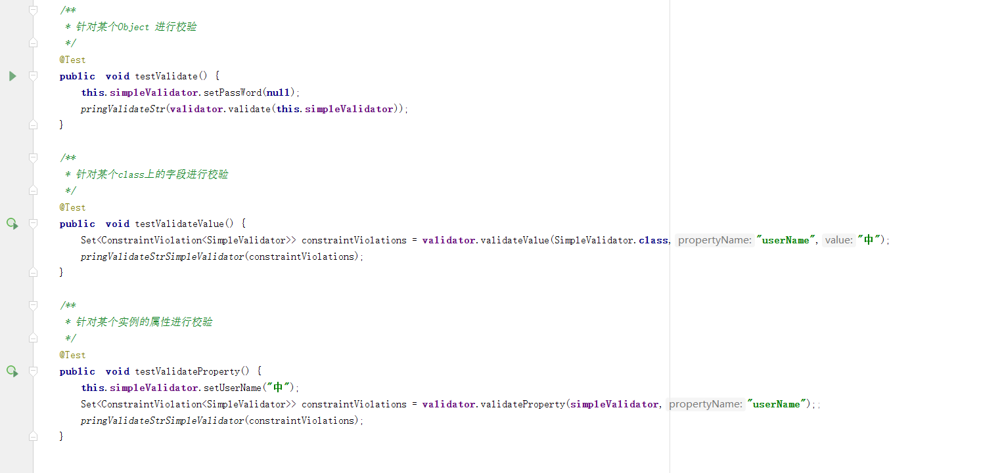 /**
 * 针对某个Object 进行校验
 */
@Test
public  void testValidate() {
    this.simpleValidator.setPassWord(null);
    pringValidateStr(validator.validate(this.simpleValidator));
}
/**
 * 针对某个class上的字段进行校验
 */
@Test
public  void testValidateValue() {
    Set<ConstraintViolation<SimpleValidator>> constraintViolations = validator.validateValue(SimpleValidator.class, propertyName: "userName", value: "中");
    pringValidateStrSimpleValidator(constraintViolations);
}
/**
 * 针对某个实例的属性进行校验
 */
@Test
public  void testValidateProperty() {
    this.simpleValidator.setUserName("中");
    Set<ConstraintViolation<SimpleValidator>> constraintViolations = validator.validateProperty(simpleValidator, propertyName: "userName");;
    pringValidateStrSimpleValidator(constraintViolations);
}